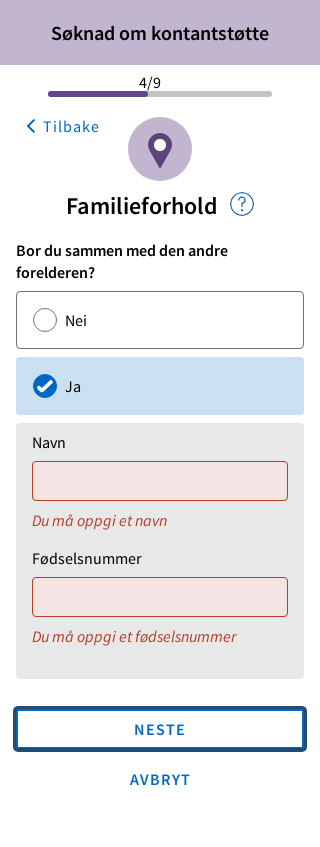 Søknad om kontantstøtte
4/9
Tilbake
Familieforhold ?
Bor du sammen med den andre
forelderen?
Nei
Ja
Navn
Du må oppgi et navn
Fødselsnummer
Du må oppgi et fødselsnummer
NESTE
AVBRYT